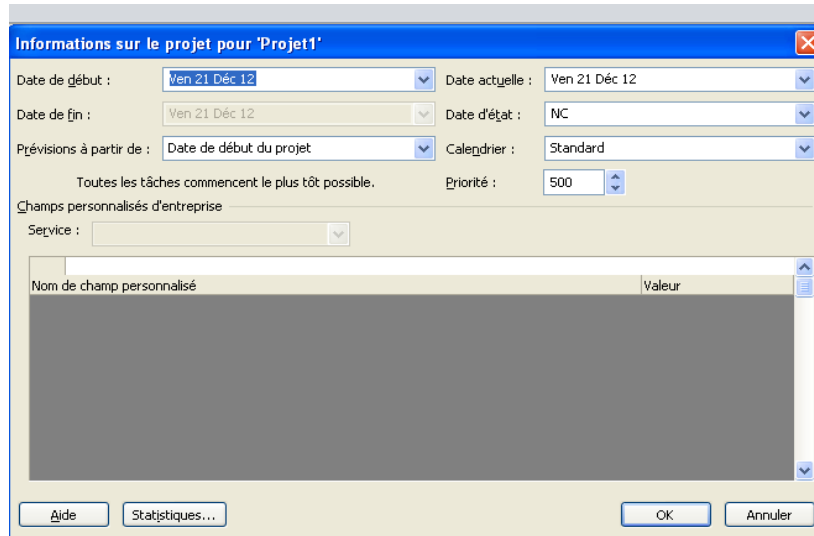 Informations sur le projet pour 'Projet1'
Date de début : Ven 21 Déc 12 Date actuelle : Ven 21 Déc 12
Date de fin : Ven 21 Déc 12 Date d'état : NC
Prévisions à partir de : Date de début du projet Calendrier : Standard
Toutes les tâches commencent le plus tôt possible. Priorité : 500
Champs personnalisés d'entreprise
Service :
Nom de champ personnalisé Valeur
Aide Statistiques... OK Annuler